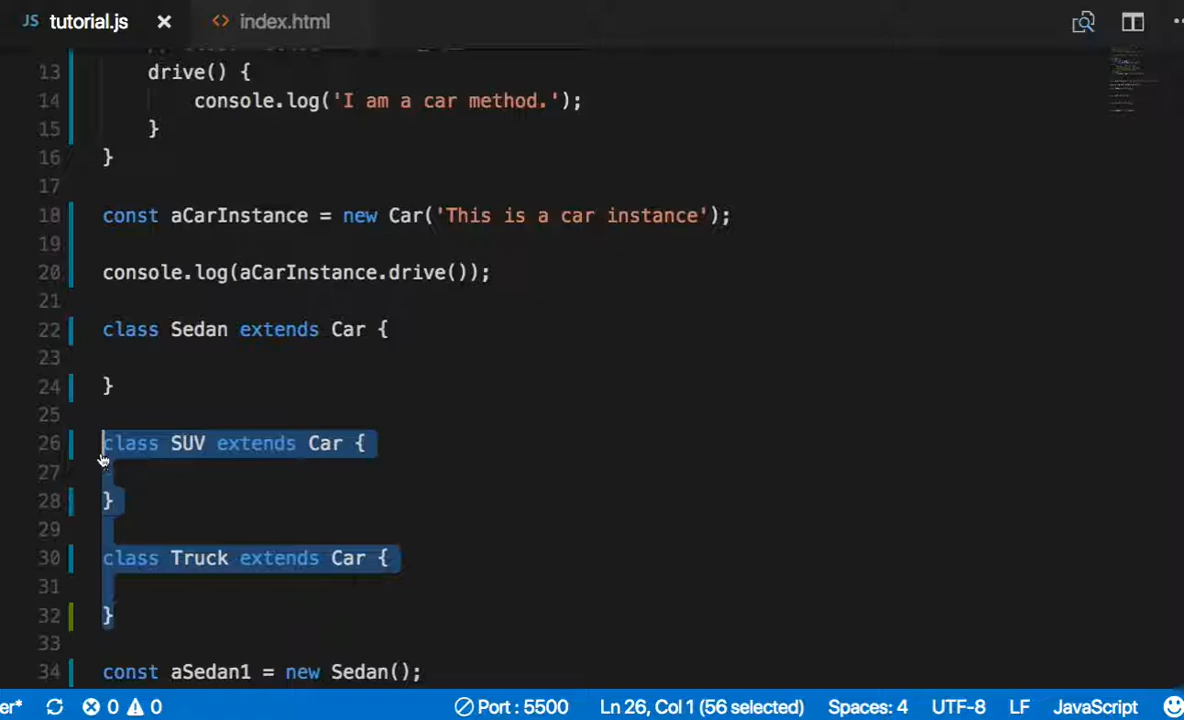 JS tutorial.js × <> index.html
13 drive() {
14 console.log('I am a car method.');
15 }
16 }
17
18 const aCarInstance = new Car('This is a car instance');
19
20 console.log(aCarInstance.drive());
21
22 class Sedan extends Car {
23
24 }
25
26 class SUV extends Car {
27
28 }
29
30 class Truck extends Car {
31
32 }
33
34 const aSedan1 = new Sedan();
er* 0 0 Port : 5500 Ln 26, Col 1 (56 selected) Spaces: 4 UTF-8 LF JavaScript